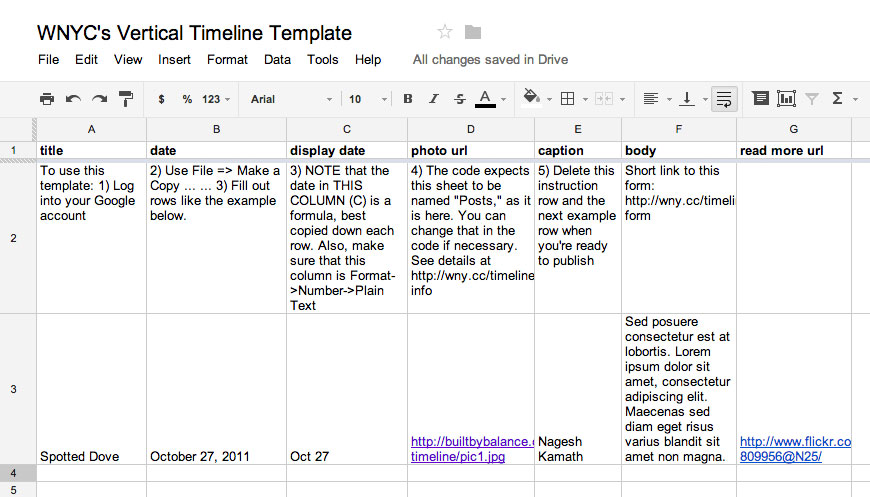 WNYC's Vertical Timeline Template
File Edit View Insert Format Data Tools Help All changes saved in Drive
$ % 123 Arial 10 B I S A Σ
A B C D E F G
1 title date display date photo url caption body read more url
2
To use this
template: 1) Log
into your Google
account
2) Use File => Make a
Copy ... ... 3) Fill out
rows like the example
below.
3) NOTE that the
date in THIS
COLUMN (C) is a
formula, best
copied down each
row. Also, make
sure that this
column is Format-
>Number->Plain
Text
4) The code expects
this sheet to be
named "Posts," as it
is here. You can
change that in the
code if necessary.
See details at
http://wny.cc/timeline
info
5) Delete this
instruction
row and the
next example
row when
you're ready
to publish
Short link to this
form:
http://wny.cc/timeli
form
3
Spotted Dove
October 27, 2011
Oct 27
http://builtbybalance.
timeline/pic1.jpg
Nagesh
Kamath
Sed posuere
consectetur est at
lobortis. Lorem
ipsum dolor sit
amet, consectetur
adipiscing elit.
Maecenas sed
diam eget risus
varius blandit sit
amet non magna.
http://www.flickr.co
809956@N25/
4
5